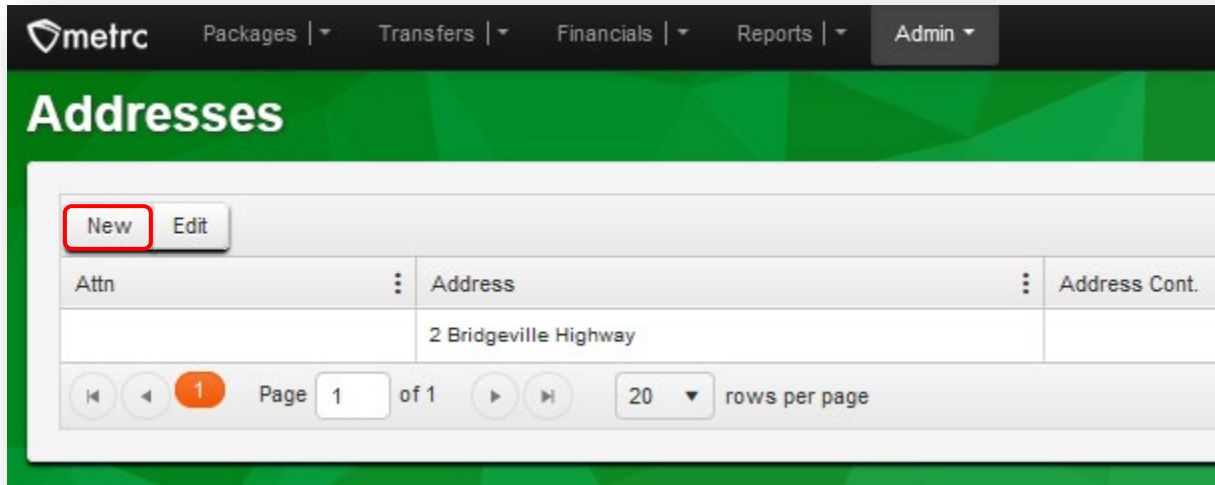 metrc Packages | Transfers | Financials | Reports | Admin
Addresses
New Edit
Attn Address Address Cont.
2 Bridgeville Highway
1 Page 1 of 1 20 rows per page